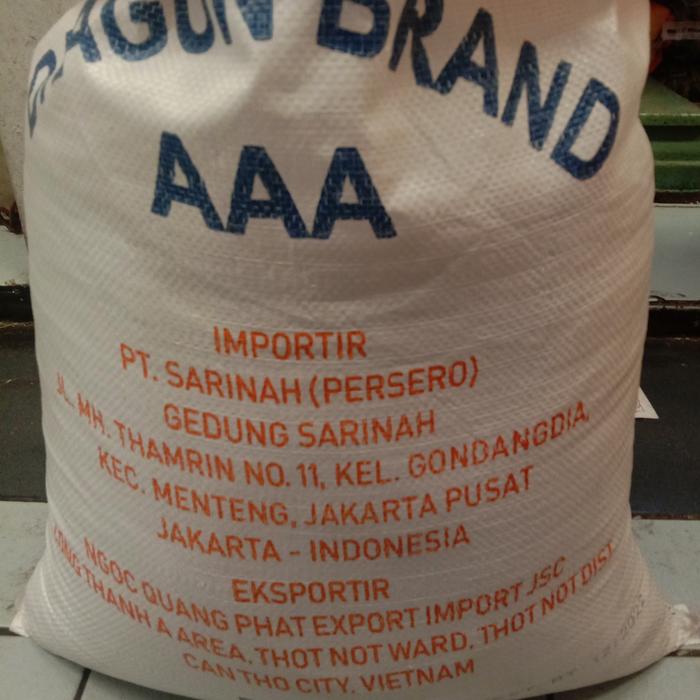 RAGON BRAND
AAA
IMPORTIR
PT. SARINAH (PERSERO)
GEDUNG SARINAH
JL. MH. THAMRIN NO. 11, KEL. GONDANGDIA,
KEC. MENTENG, JAKARTA PUSAT
JAKARTA - INDONESIA
EKSPORTIR
NGOC QUANG PHAT EXPORT IMPORT JSC
THANH A AREA, THOT NOT WARD, THOT NOT DIST.
CAN THO CITY, VIETNAM